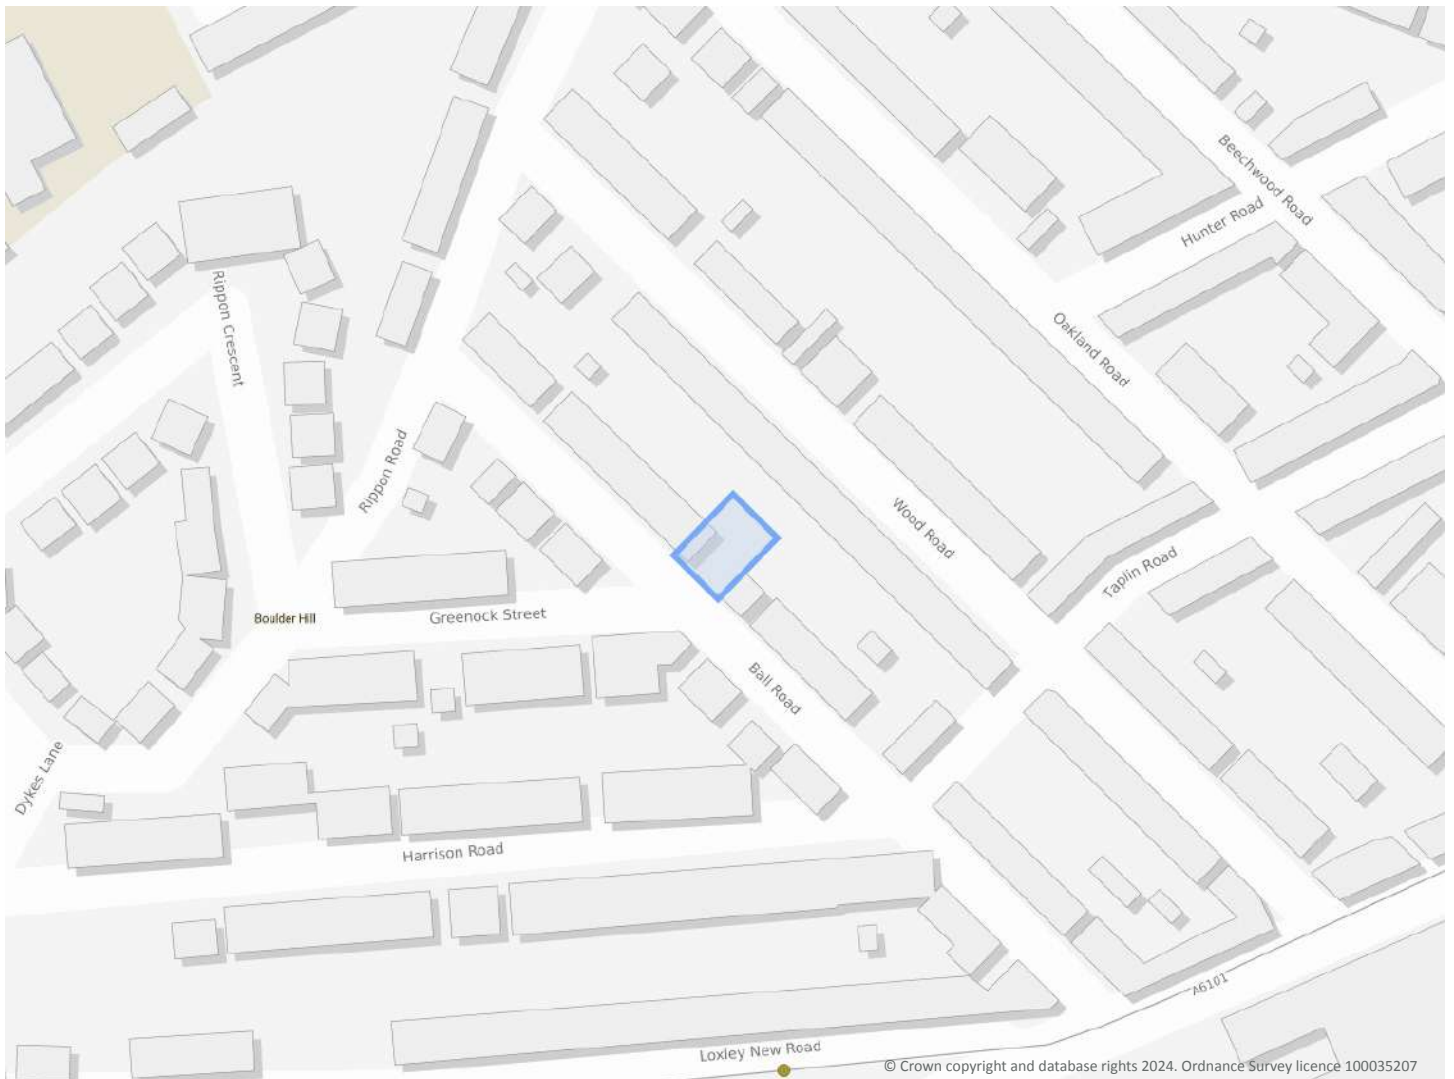 Beechwood Road
Hunter Road
Rippon Crescent
Oakland Road
Rippon Road
Wood Road
Taplin Road
Boulder Hill
Greenock Street
Ball Road
Dykes Lane
Harrison Road
A6101
Loxley New Road
© Crown copyright and database rights 2024. Ordnance Survey licence 100035207